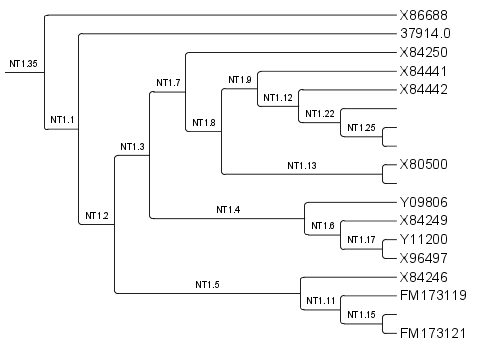 X86688
37914.0
NT1.35
X84250
X84441
NT1.7
NT1.9
X84442
NT1.12
NT1.22
NT1.1
NT1.8
NT1.25
NT1.3
X80500
NT1.13
Y09806
NT1.4
NT1.2
X84249
NT1.6
Y11200
NT1.17
X96497
X84246
NT1.5
FM173119
NT1.11
NT1.15
FM173121